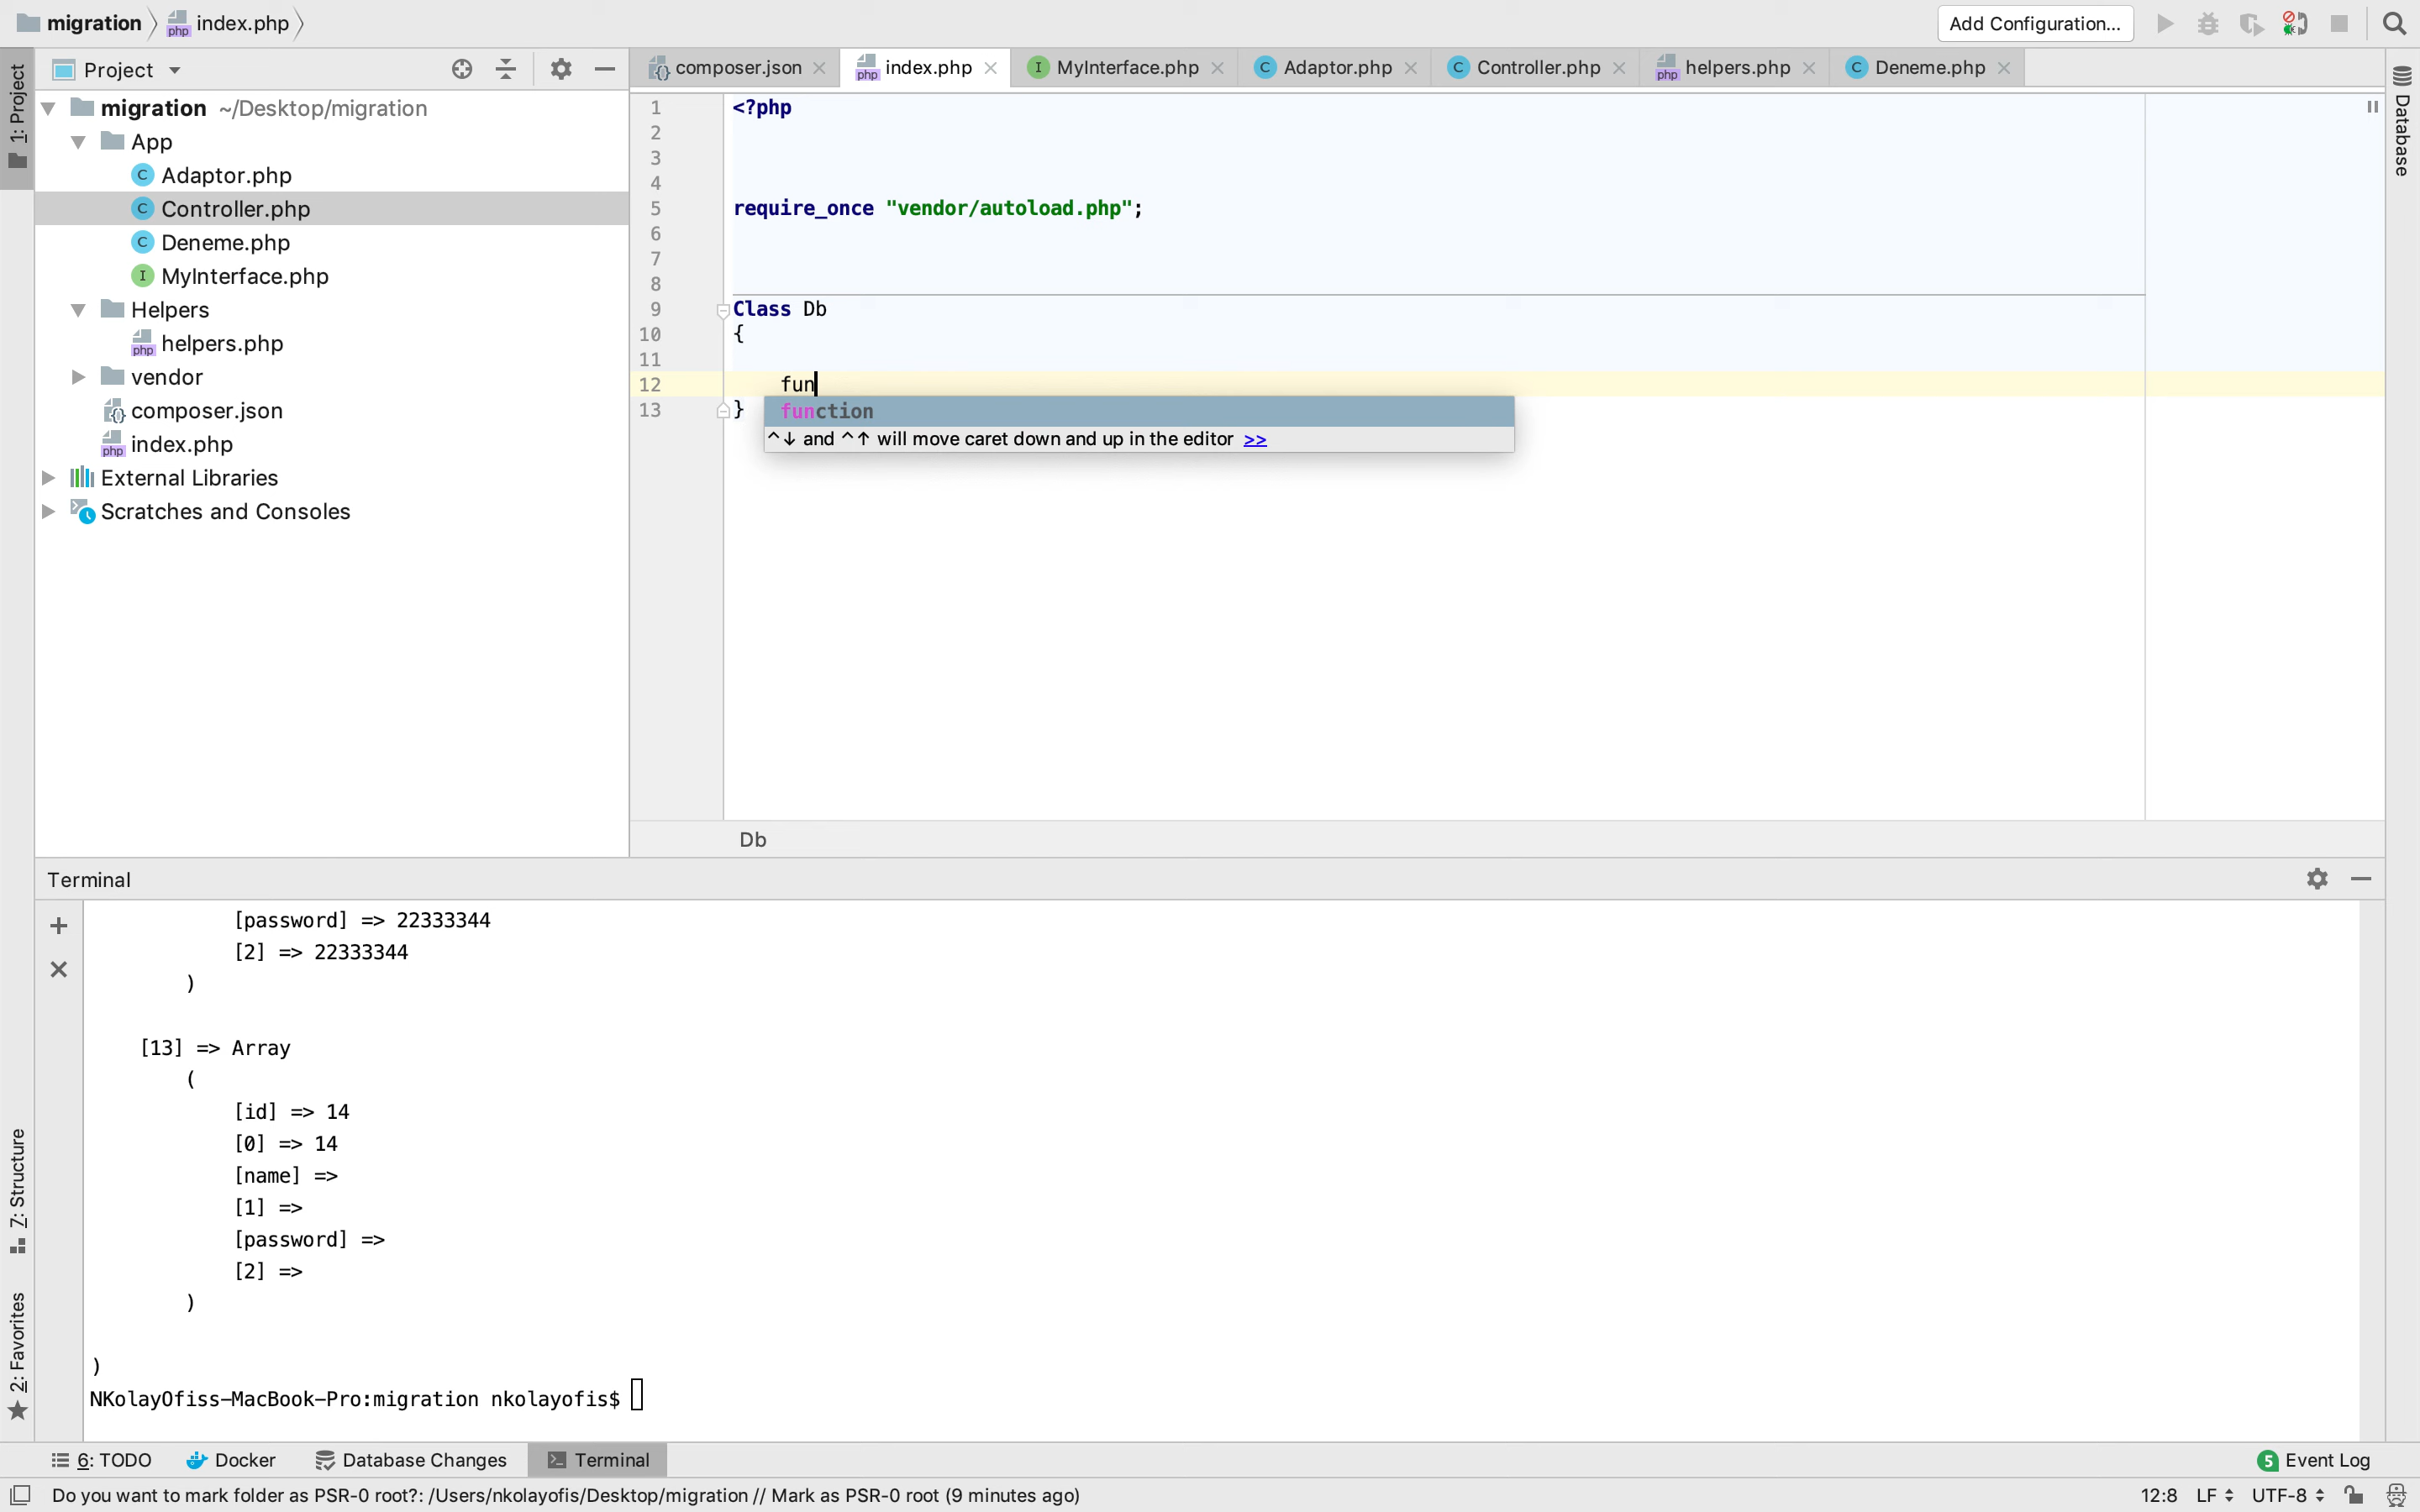 migration index.php
Add Configuration...
1: Project
Project
composer.json index.php MyInterface.php Adaptor.php Controller.php helpers.php Deneme.php
Database
migration ~/Desktop/migration
App
Adaptor.php
Controller.php
Deneme.php
MyInterface.php
Helpers
helpers.php
vendor
composer.json
index.php
External Libraries
Scratches and Consoles
1 <?php
2
3
4
5 require_once "vendor/autoload.php";
6
7
8
9 Class Db
10 {
11
12 fun
13 }
function
^↓ and ^↑ will move caret down and up in the editor >>
Db
Terminal
[password] => 22333344
[2] => 22333344
)
[13] => Array
(
[id] => 14
[0] => 14
[name] =>
[1] =>
[password] =>
[2] =>
)
)
NKolayOfiss-MacBook-Pro:migration nkolayofis$
7: Structure
2: Favorites
6: TODO Docker Database Changes Terminal
5 Event Log
Do you want to mark folder as PSR-0 root?: /Users/nkolayofis/Desktop/migration // Mark as PSR-0 root (9 minutes ago)
12:8 LF UTF-8